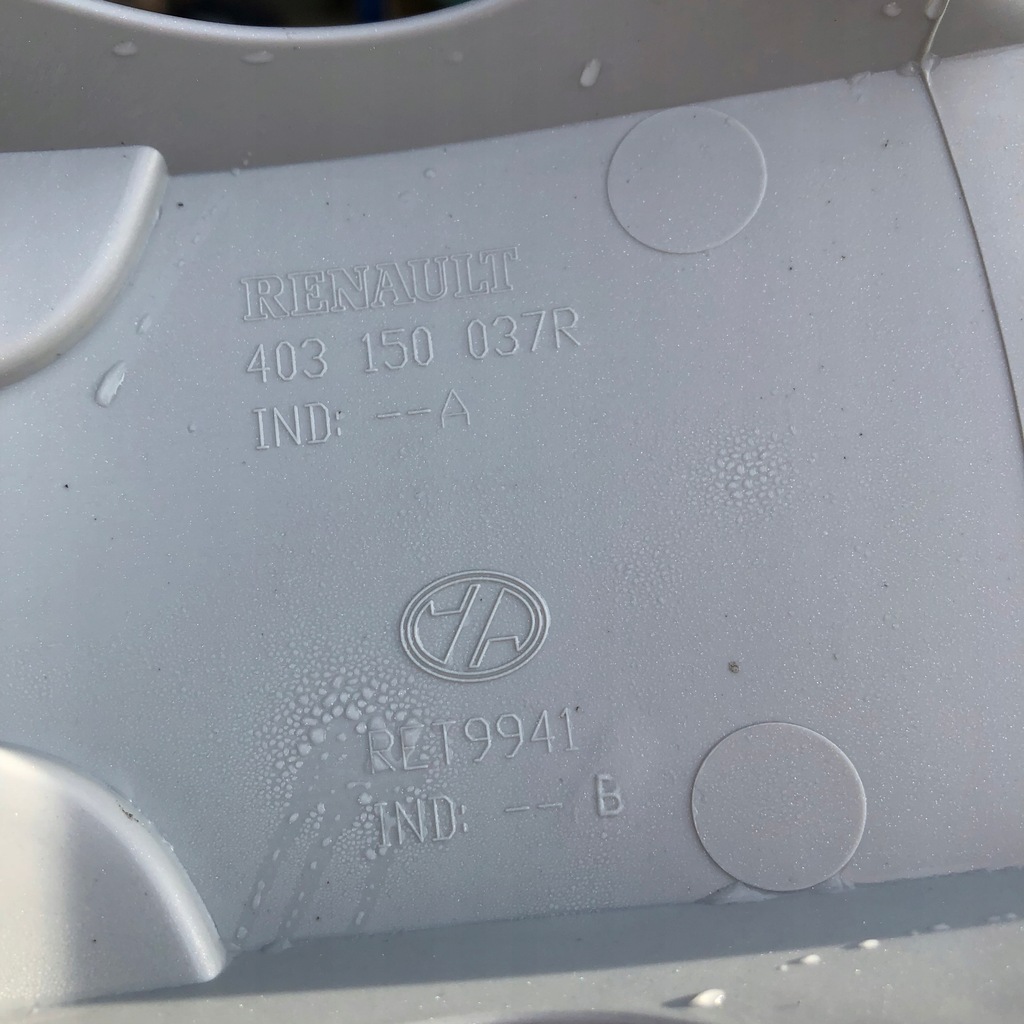 RENAULT
403 150 037R
IND: --A
RET9941
IND: -- B